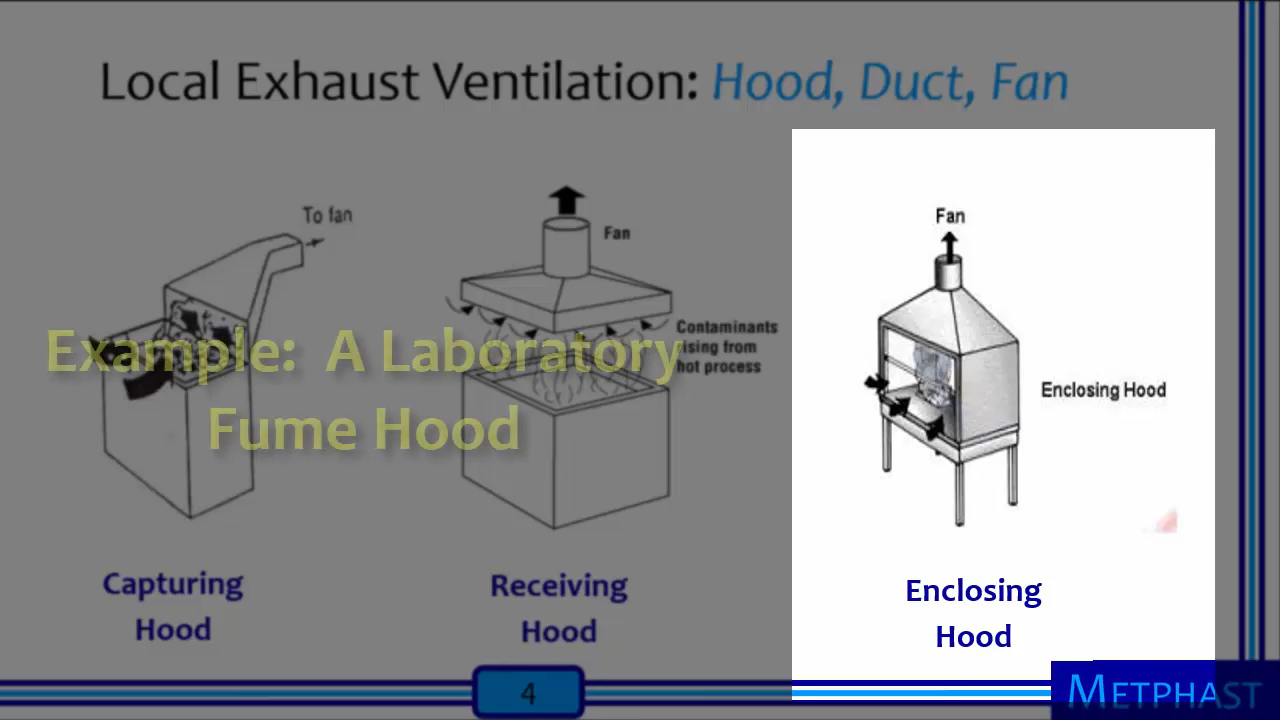 Local Exhaust Ventilation: Hood, Duct, Fan
To fan
Fan
Contaminants
rising from
hot process
Fan
Enclosing Hood
Example: A Laboratory
Fume Hood
Capturing
Hood
Receiving
Hood
Enclosing
Hood
4
METPHAST